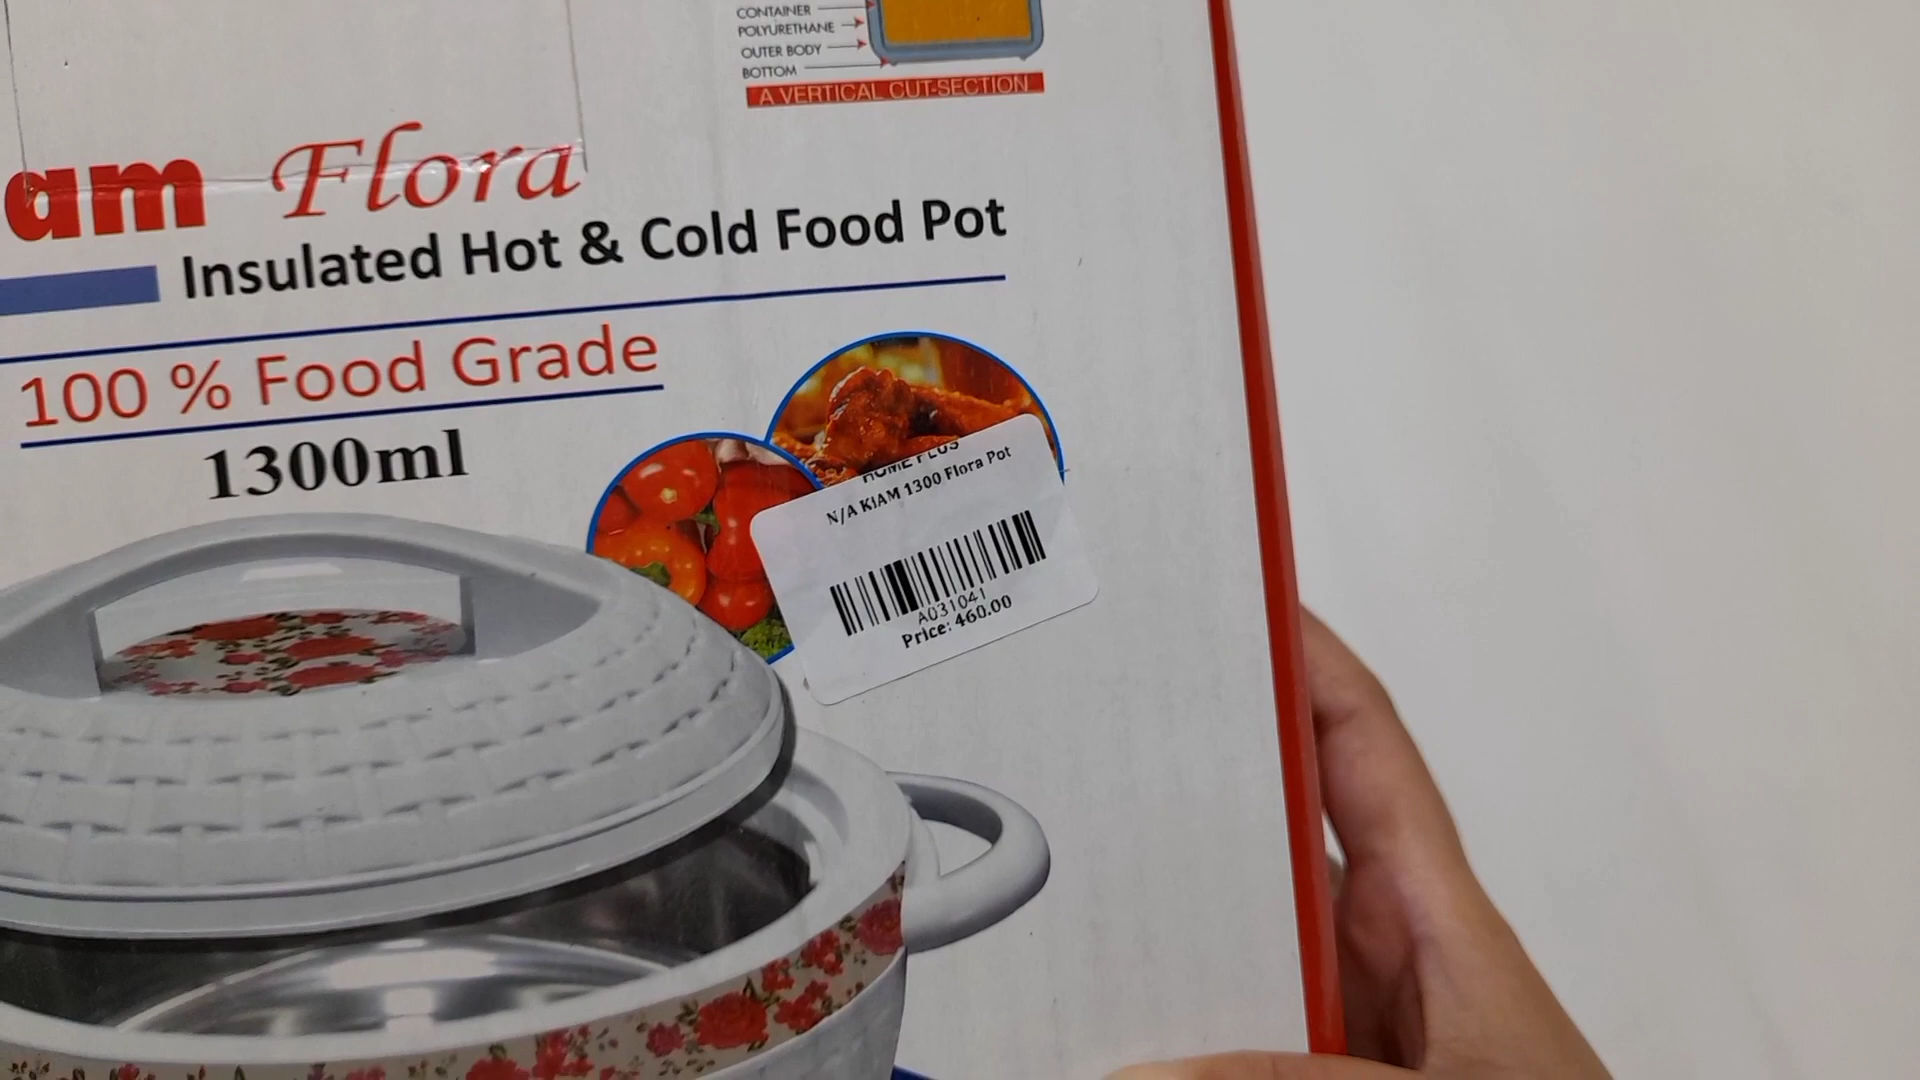 CONTAINER
POLYURETHANE
OUTER BODY
BOTTOM
A VERTICAL CUT-SECTION
am Flora
Insulated Hot & Cold Food Pot
100 % Food Grade
1300ml
HOME PLUS
N/A KIAM 1300 Flora Pot
A031041
Price: 460.00